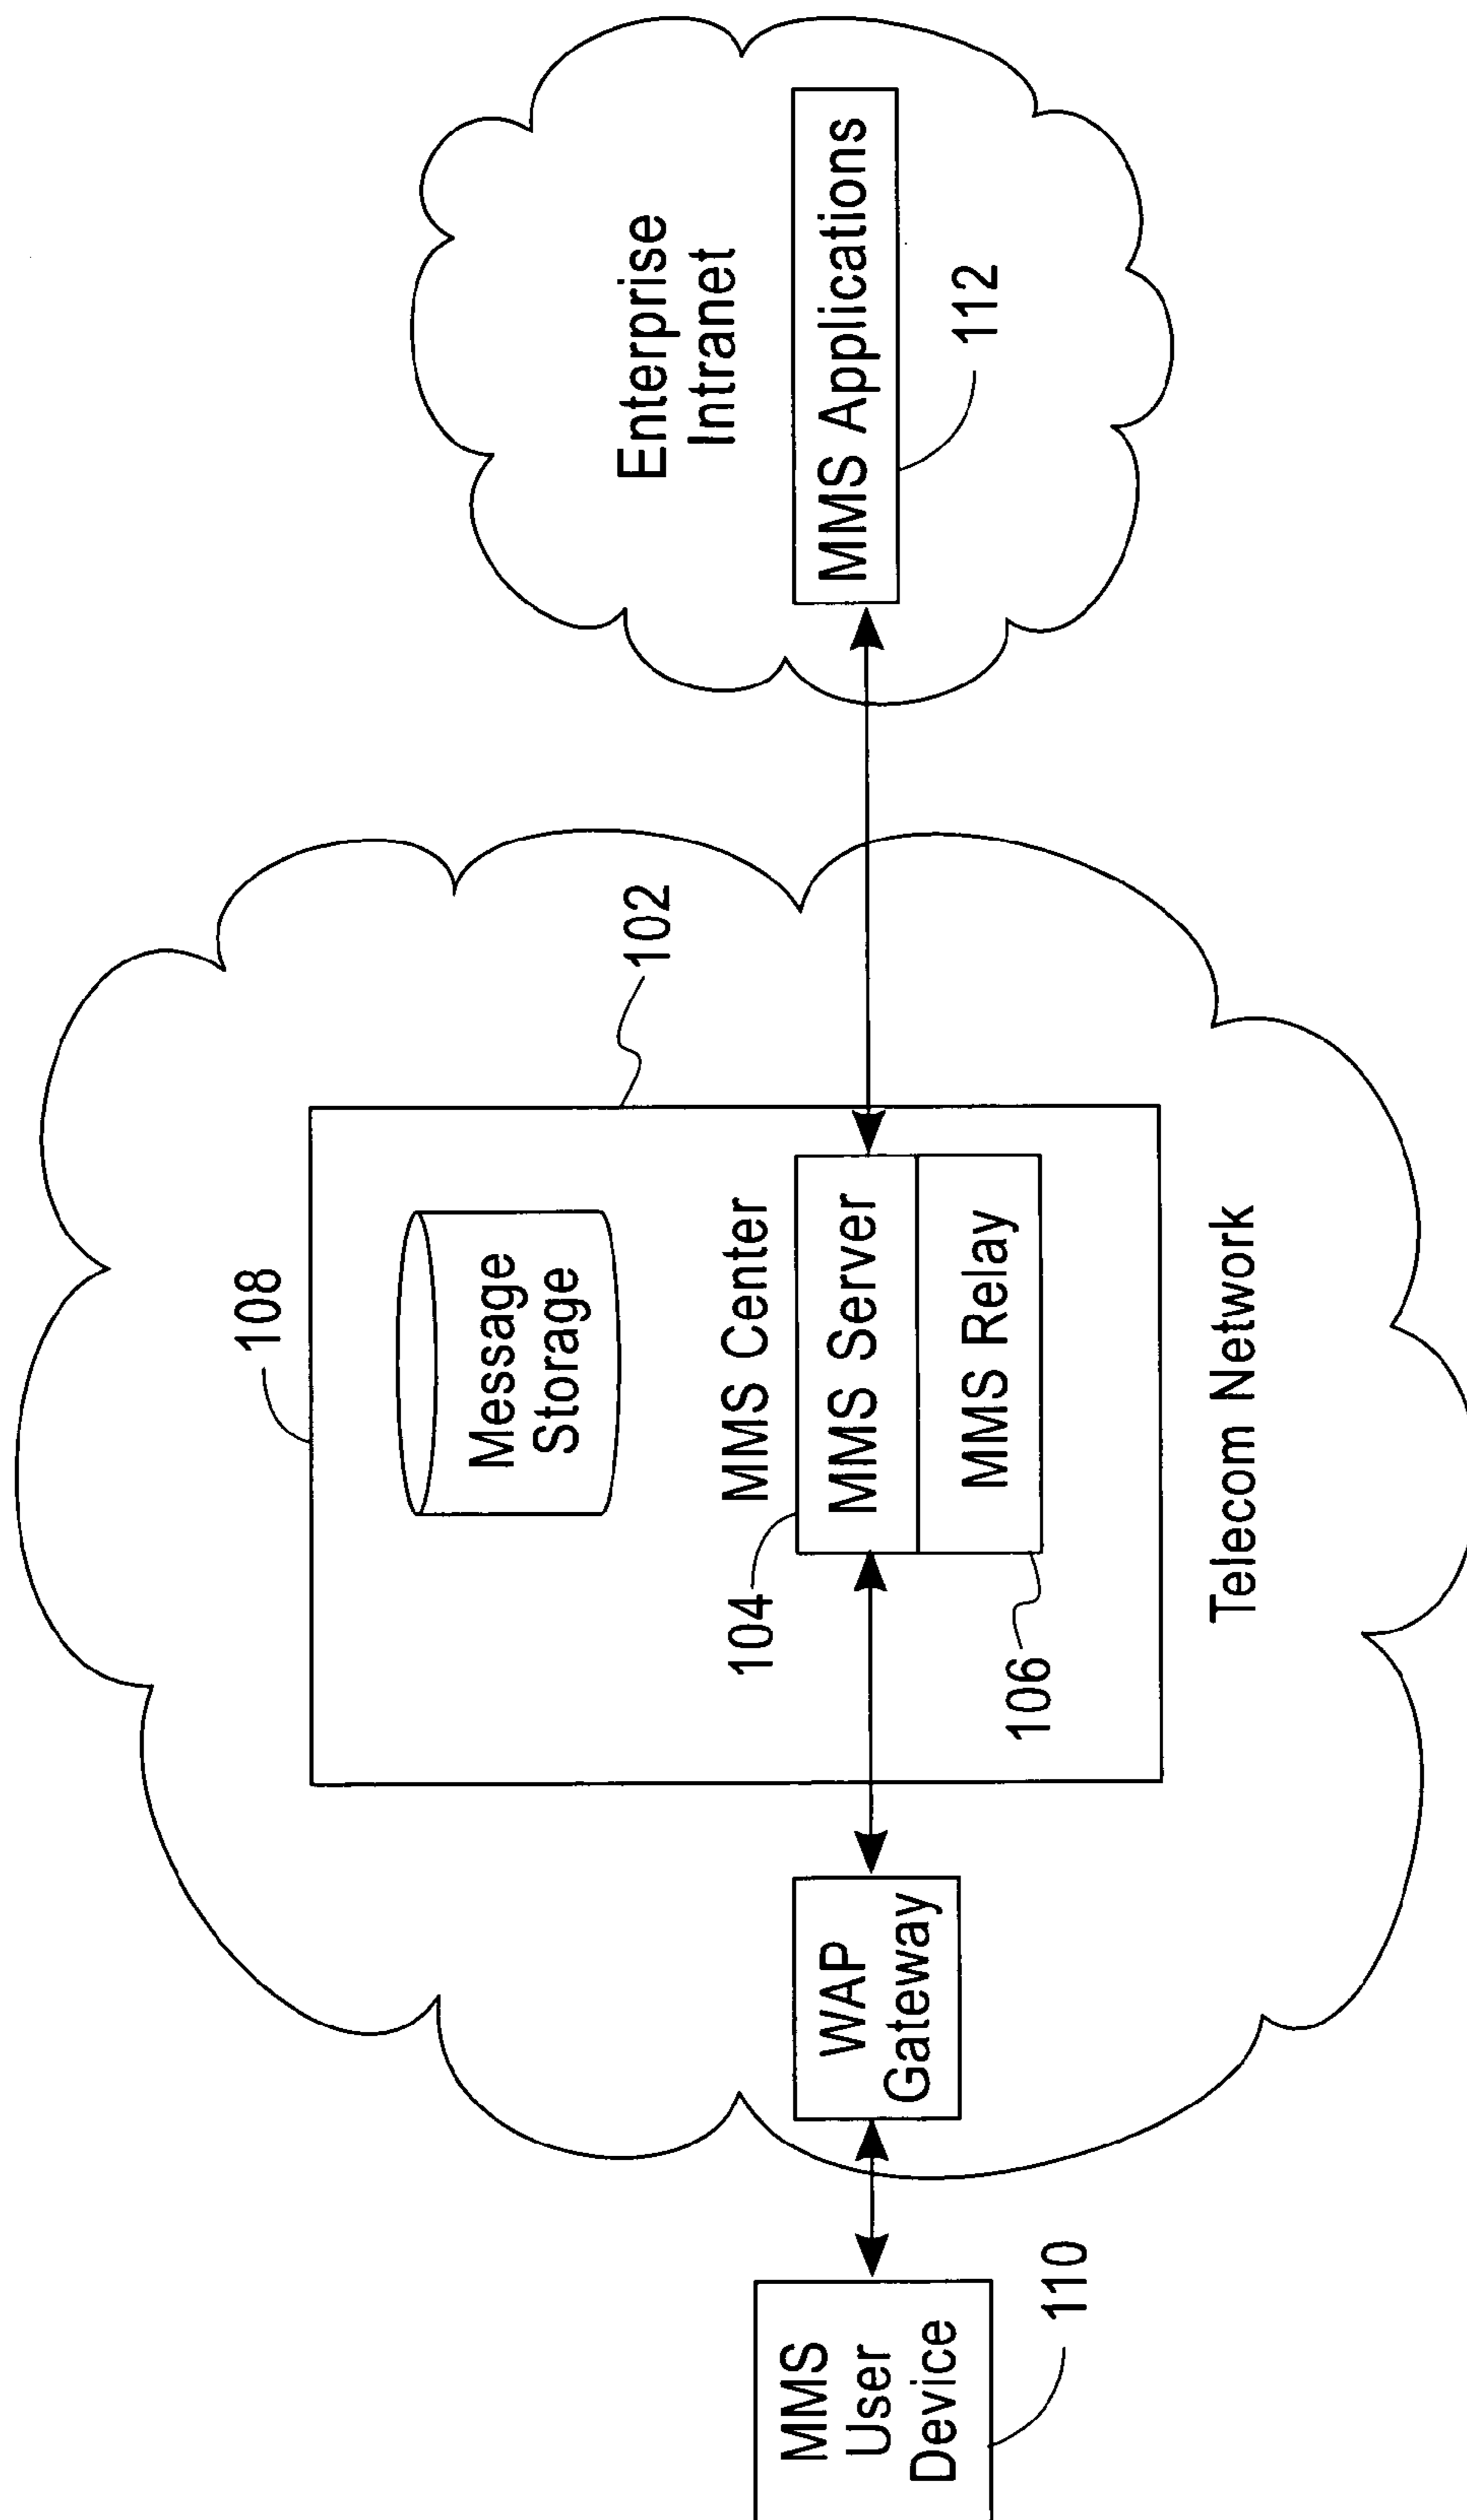 MMS
User
Device
110
WAP
Gateway
108
Message
Storage
102
MMS Center
104
MMS Server
MMS Relay
106
Telecom Network
Enterprise
Intranet
MMS Applications
112